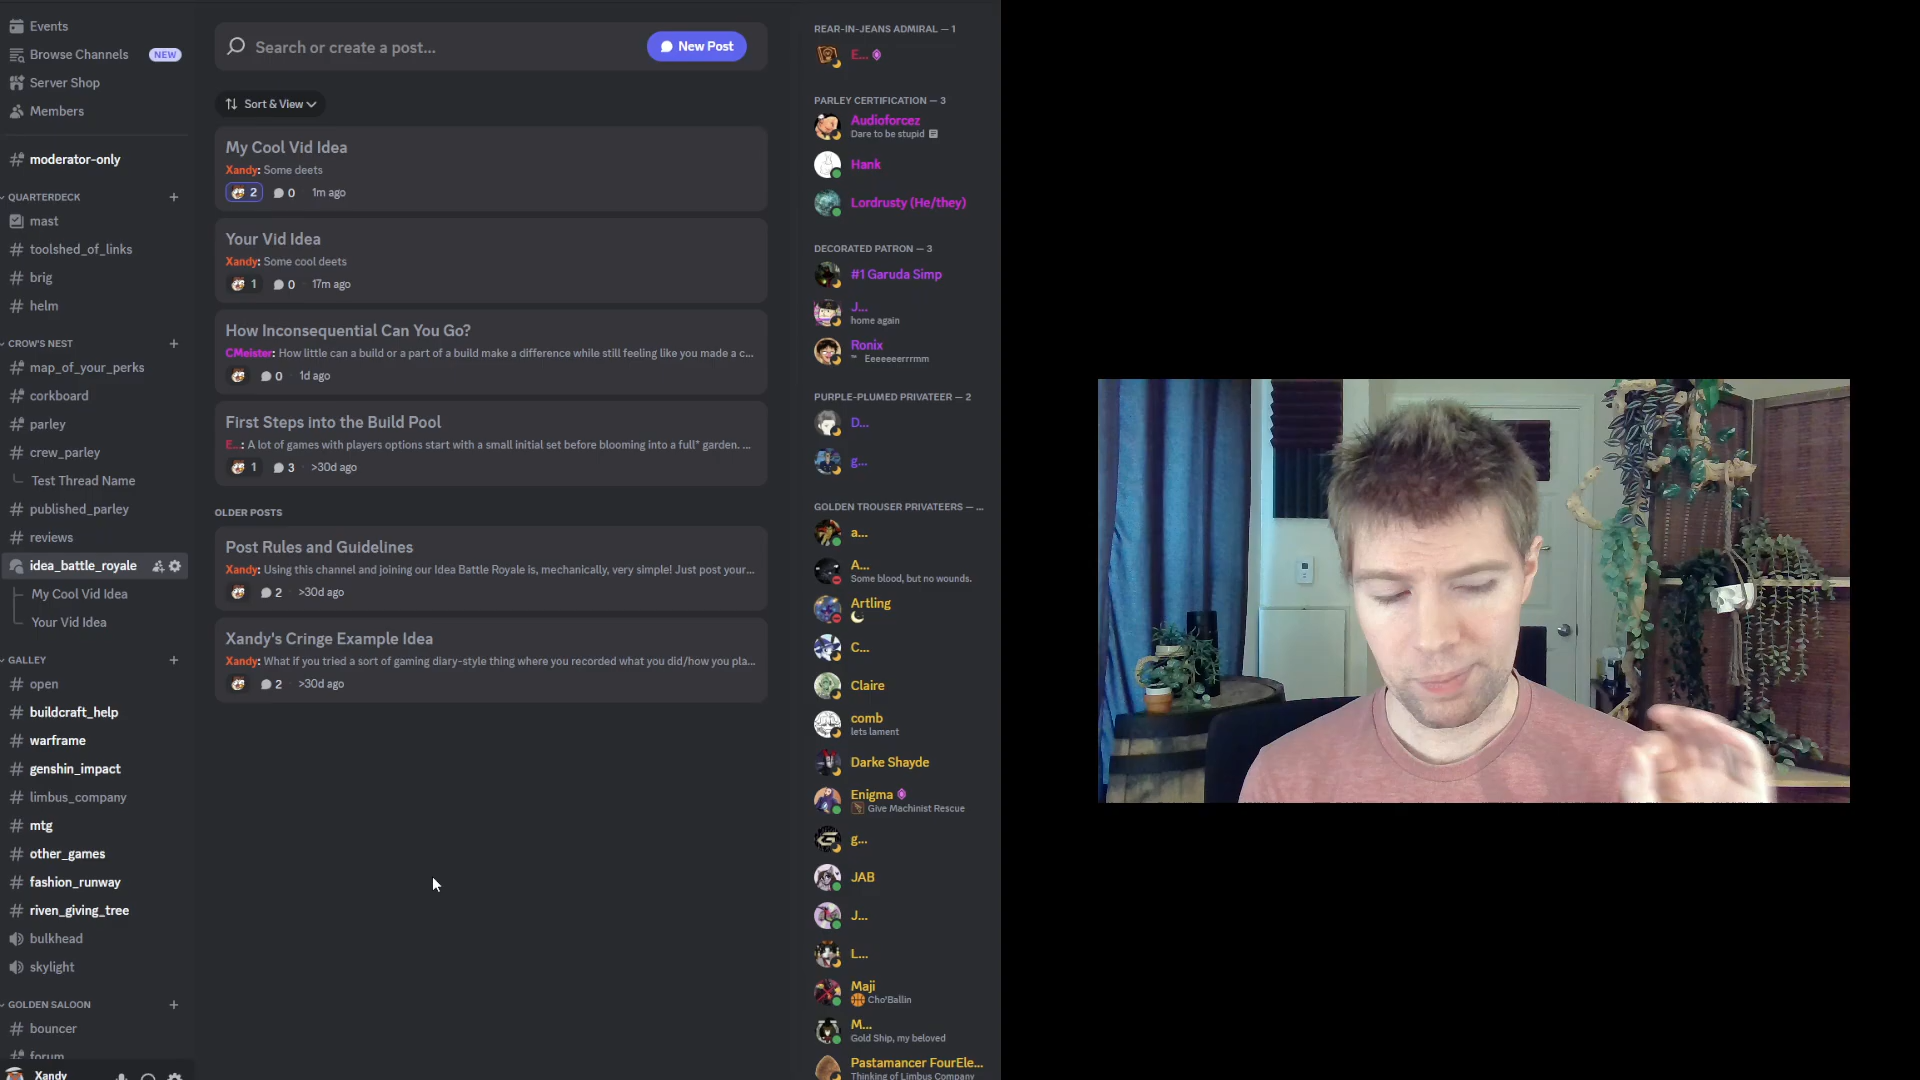 Events
Browse Channels NEW
Server Shop
Members
moderator-only
QUARTERDECK
mast
toolshed_of_links
brig
helm
CROW'S NEST
map_of_your_perks
corkboard
parley
crew_parley
Test Thread Name
published_parley
reviews
idea_battle_royale
My Cool Vid Idea
Your Vid Idea
GALLEY
open
buildcraft_help
warframe
genshin_impact
limbus_company
mtg
other_games
fashion_runway
riven_giving_tree
bulkhead
skylight
GOLDEN SALOON
bouncer
forum
Xandy
Search or create a post...
New Post
Sort & View
My Cool Vid Idea
Xandy: Some deets
2 0 1m ago
Your Vid Idea
Xandy: Some cool deets
1 0 · 17m ago
How Inconsequential Can You Go?
CMeister: How little can a build or a part of a build make a difference while still feeling like you made a c...
0 · 1d ago
First Steps into the Build Pool
E...: A lot of games with players options start with a small initial set before blooming into a full* garden. ...
1 3 · >30d ago
OLDER POSTS
Post Rules and Guidelines
Xandy: Using this channel and joining our Idea Battle Royale is, mechanically, very simple! Just post your...
2 · >30d ago
Xandy's Cringe Example Idea
Xandy: What if you tried a sort of gaming diary-style thing where you recorded what you did/how you pla...
2 · >30d ago
REAR-IN-JEANS ADMIRAL — 1
E...
PARLEY CERTIFICATION — 3
Audioforcez
Dare to be stupid
Hank
Lordrusty (He/they)
DECORATED PATRON — 3
#1 Garuda Simp
J...
home again
Ronix
™ Eeeeeeerrrmm
PURPLE-PLUMED PRIVATEER — 2
D...
g...
GOLDEN TROUSER PRIVATEERS — ...
a...
A...
Some blood, but no wounds.
Artling
C...
Claire
comb
lets lament
Darke Shayde
Enigma
Give Machinist Rescue
g...
JAB
J...
L...
Maji
Cho'Ballin
M...
Gold Ship, my beloved
Pastamancer FourEle...
Thinking of Limbus Company